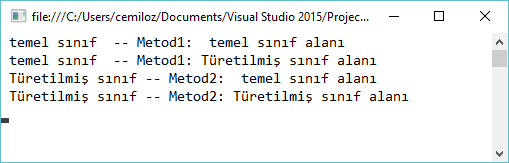 file:///C:/Users/cemiloz/Documents/Visual Studio 2015/Projec...
temel sınıf  -- Metod1:  temel sınıf alanı
temel sınıf  -- Metod1: Türetilmiş sınıf alanı
Türetilmiş sınıf -- Metod2:  temel sınıf alanı
Türetilmiş sınıf -- Metod2: Türetilmiş sınıf alanı